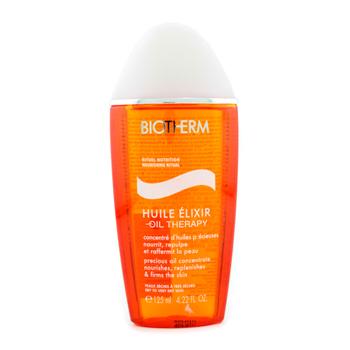 BIOTHERM
RITUEL NUTRITION
NOURISHING RITUAL
HUILE ÉLIXIR
OIL THERAPY
concentré d'huiles précieuses
nourrit, repulpe
et raffermit la peau
precious oil concentrate
nourishes, replenishes
& firms the skin
PEAUX SÈCHES À TRÈS SÈCHES
DRY TO VERY DRY SKIN
℮ 125 ml 4.22 FL. OZ.